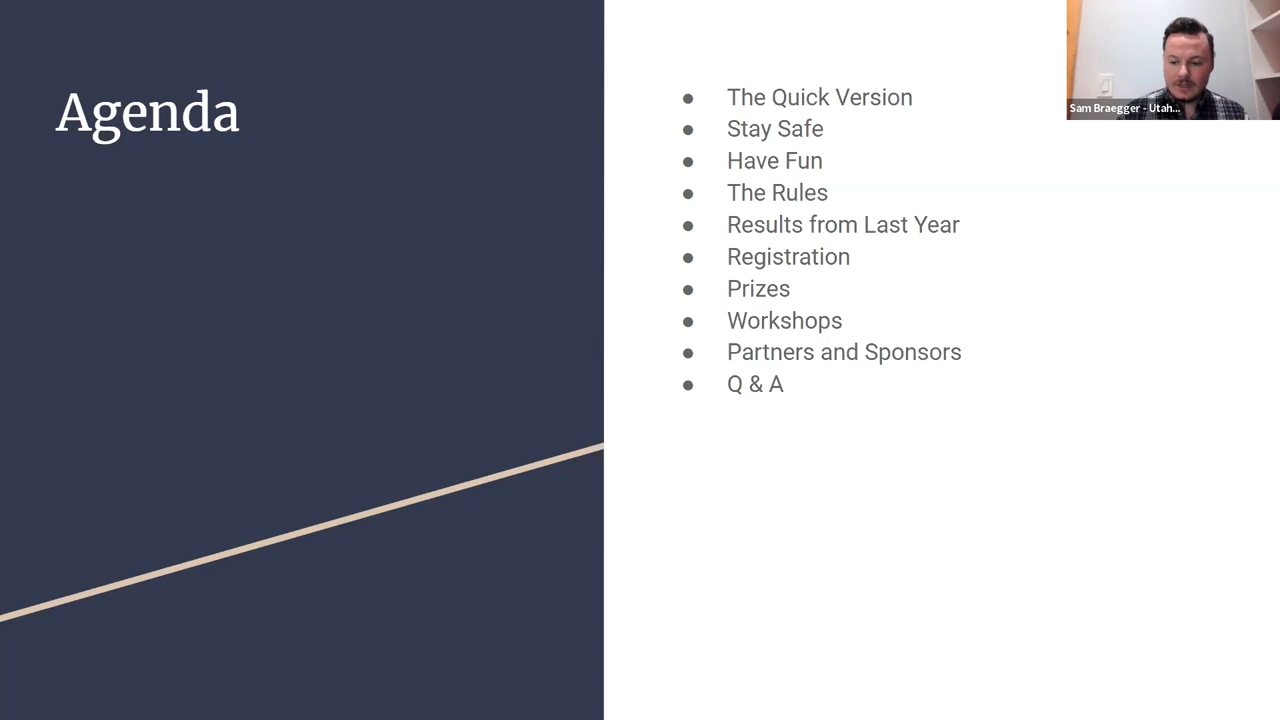 Agenda
● The Quick Version
● Stay Safe
● Have Fun
● The Rules
● Results from Last Year
● Registration
● Prizes
● Workshops
● Partners and Sponsors
● Q & A
Sam Braegger - Utah...